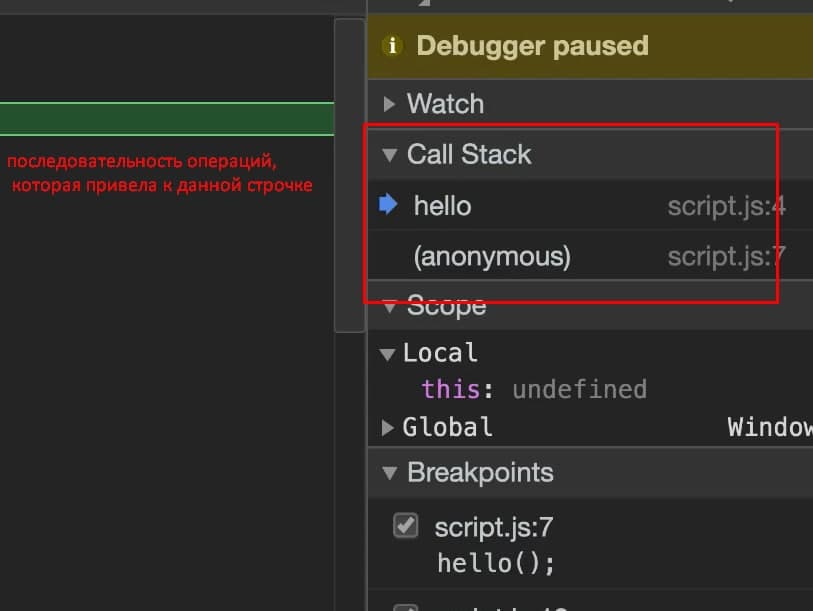 Debugger paused
Watch
последовательность операций,
которая привела к данной строчке
Call Stack
hello script.js:4
(anonymous) script.js:7
Scope
Local
this: undefined
Global Window
Breakpoints
script.js:7
hello();